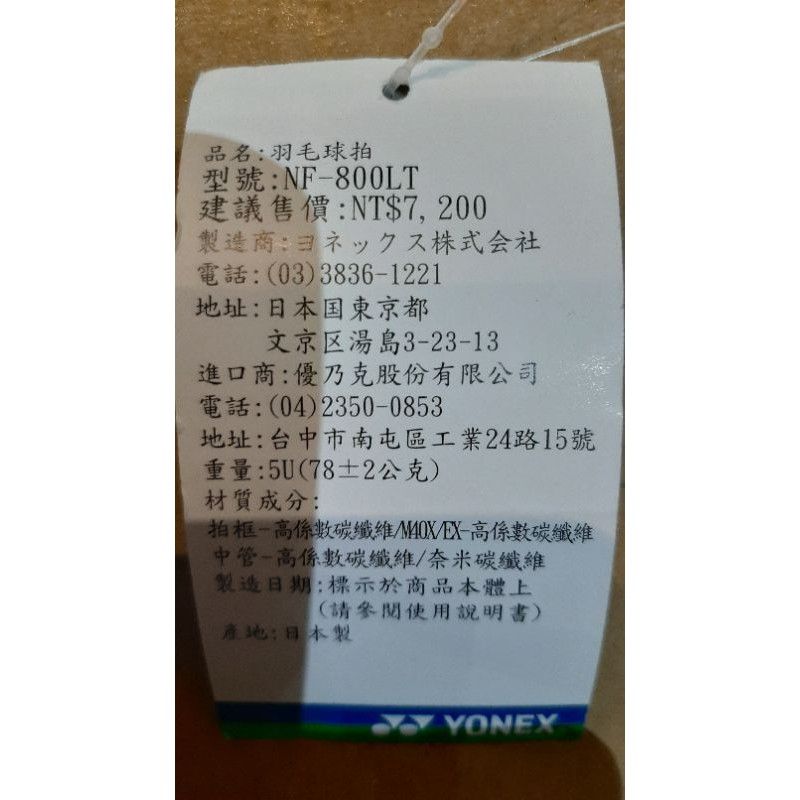 品名:羽毛球拍
型號:NF-800LT
建議售價:NT$7,200
製造商:ヨネックス株式会社
電話:(03)3836-1221
地址:日本国東京都
文京区湯島3-23-13
進口商:優乃克股份有限公司
電話:(04)2350-0853
地址:台中市南屯區工業24路15號
重量:5U(78±2公克)
材質成分:
拍框-高係數碳纖維/M40X/EX-高係數碳纖維
中管-高係數碳纖維/奈米碳纖維
製造日期:標示於商品本體上
(請參閱使用說明書)
產地:日本製
YONEX